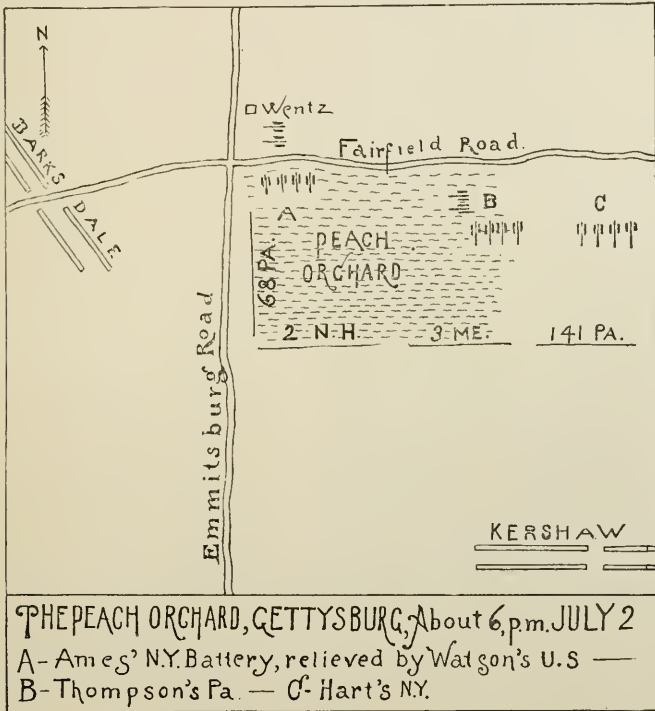 N
Wentz
Fairfield Road.
BARKS
DALE
A
B
C
PEACH
ORCHARD
68 PA.
2 N.H.
3 ME.
141 PA.
Emmitsburg Road
KERSHAW
THE PEACH ORCHARD, GETTYSBURG, About 6, p.m. JULY 2
A- Ames' N.Y. Battery, relieved by Watson's U.S —
B- Thompson's Pa. — C- Hart's N.Y.